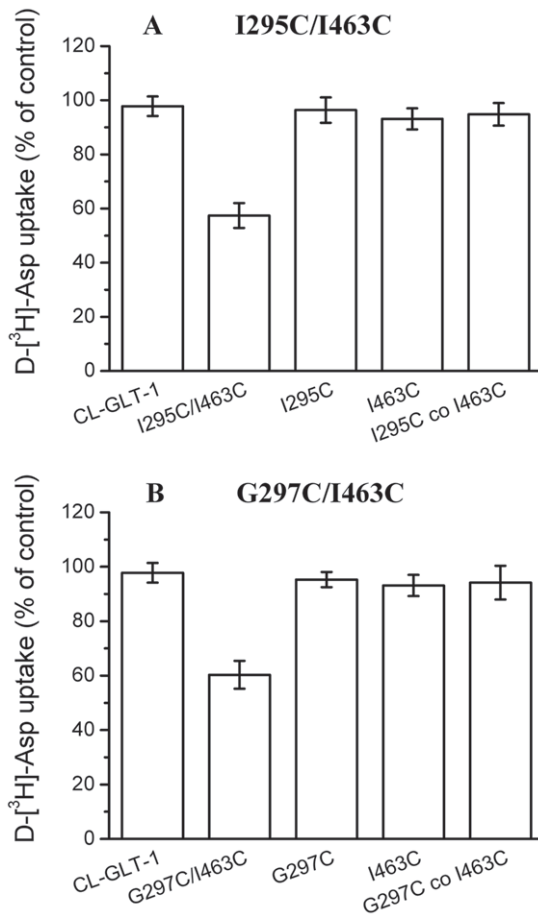 A I295C/I463C
D-[³H]-Asp uptake (% of control)
120
100
80
60
40
20
0
CL-GLT-1
I295C/I463C
I295C
I463C
I295C co I463C
B G297C/I463C
D-[³H]-Asp uptake (% of control)
120
100
80
60
40
20
0
CL-GLT-1
G297C/I463C
G297C
I463C
G297C co I463C